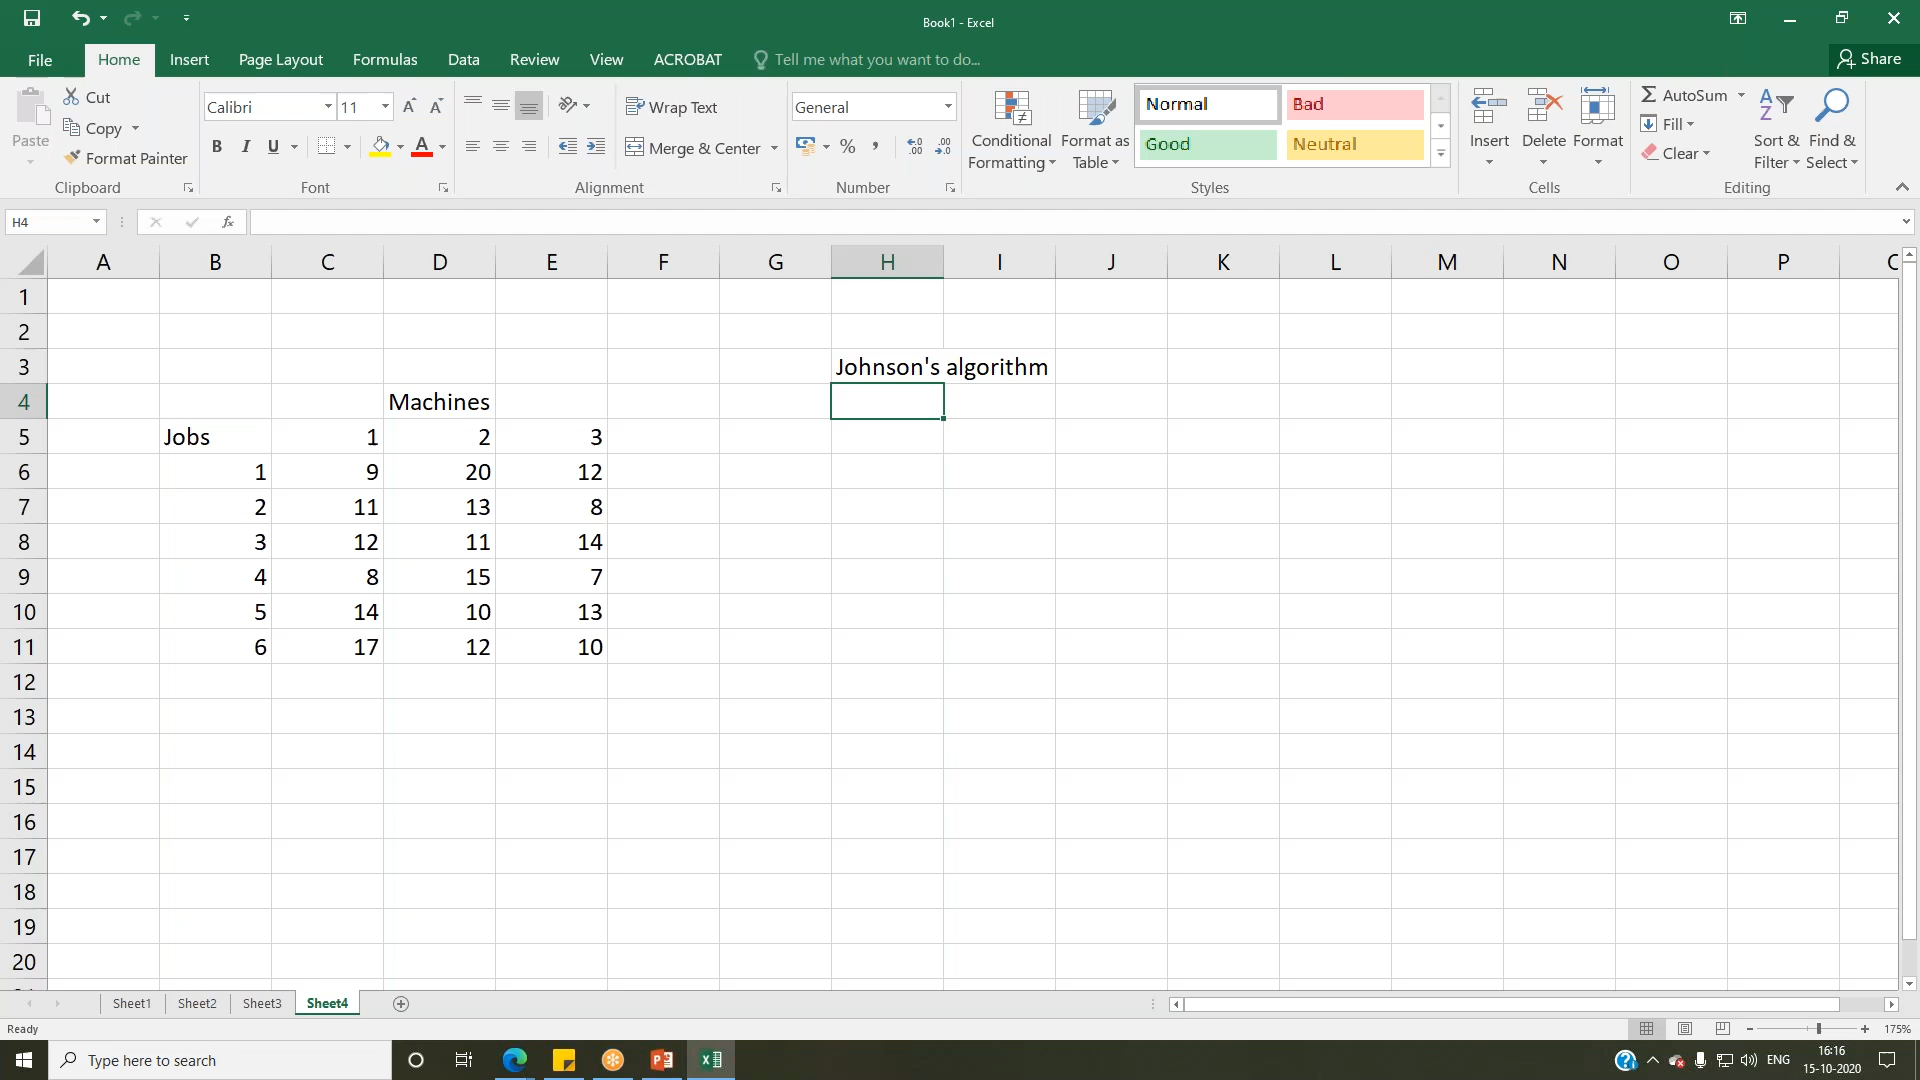 Book1 - Excel
File Home Insert Page Layout Formulas Data Review View ACROBAT Tell me what you want to do... Share
Paste
Cut
Copy
Format Painter
Clipboard
Calibri 11
B I U
Font
Wrap Text
Merge & Center
Alignment
General
%
Number
Conditional Formatting
Format as Table
Normal Bad
Good Neutral
Styles
Insert Delete Format
Cells
AutoSum
Fill
Clear
Sort & Filter
Find & Select
Editing
H4 fx
A B C D E F G H I J K L M N O P
1
2
3 Johnson's algorithm
4 Machines
5 Jobs 1 2 3
6 1 9 20 12
7 2 11 13 8
8 3 12 11 14
9 4 8 15 7
10 5 14 10 13
11 6 17 12 10
12
13
14
15
16
17
18
19
20
Sheet1 Sheet2 Sheet3 Sheet4
Ready 175%
Type here to search
ENG
16:16
15-10-2020